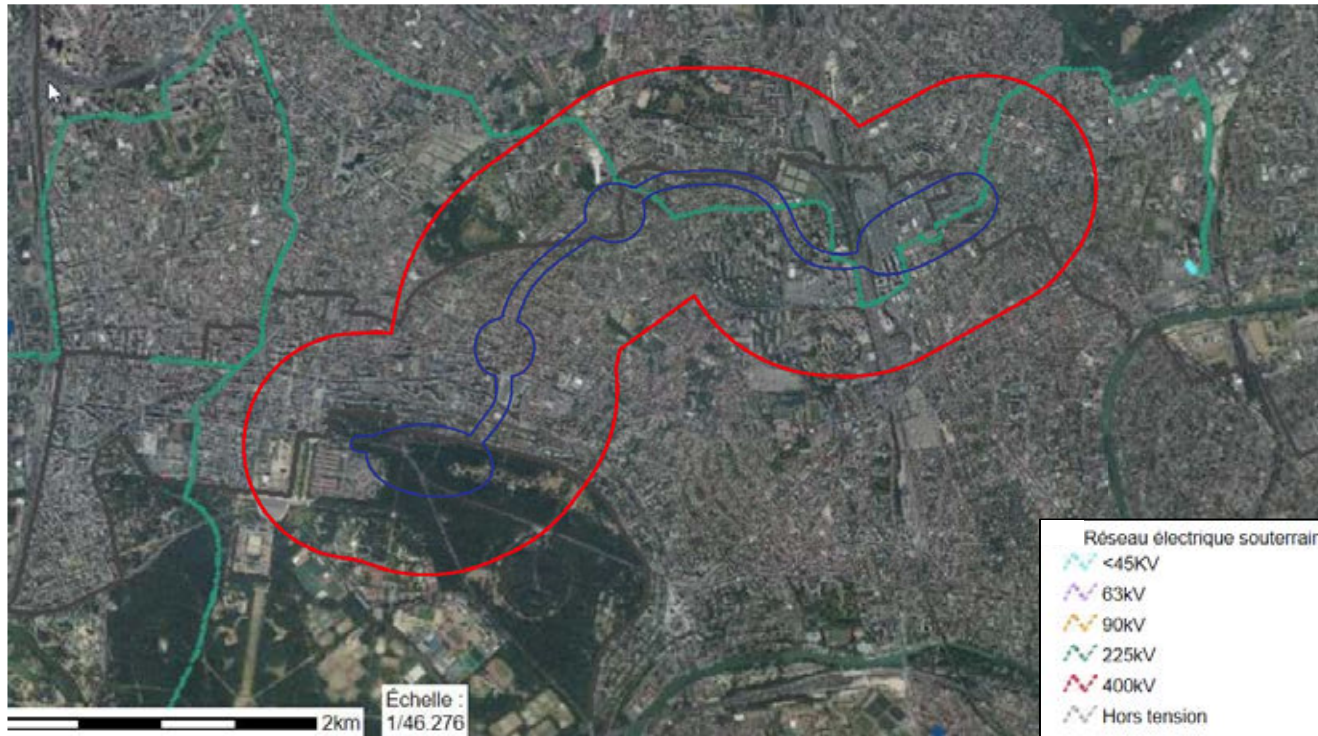 2km
Échelle :
1/46.276
Réseau électrique souterrain
<45KV
63kV
90kV
225kV
400kV
Hors tension